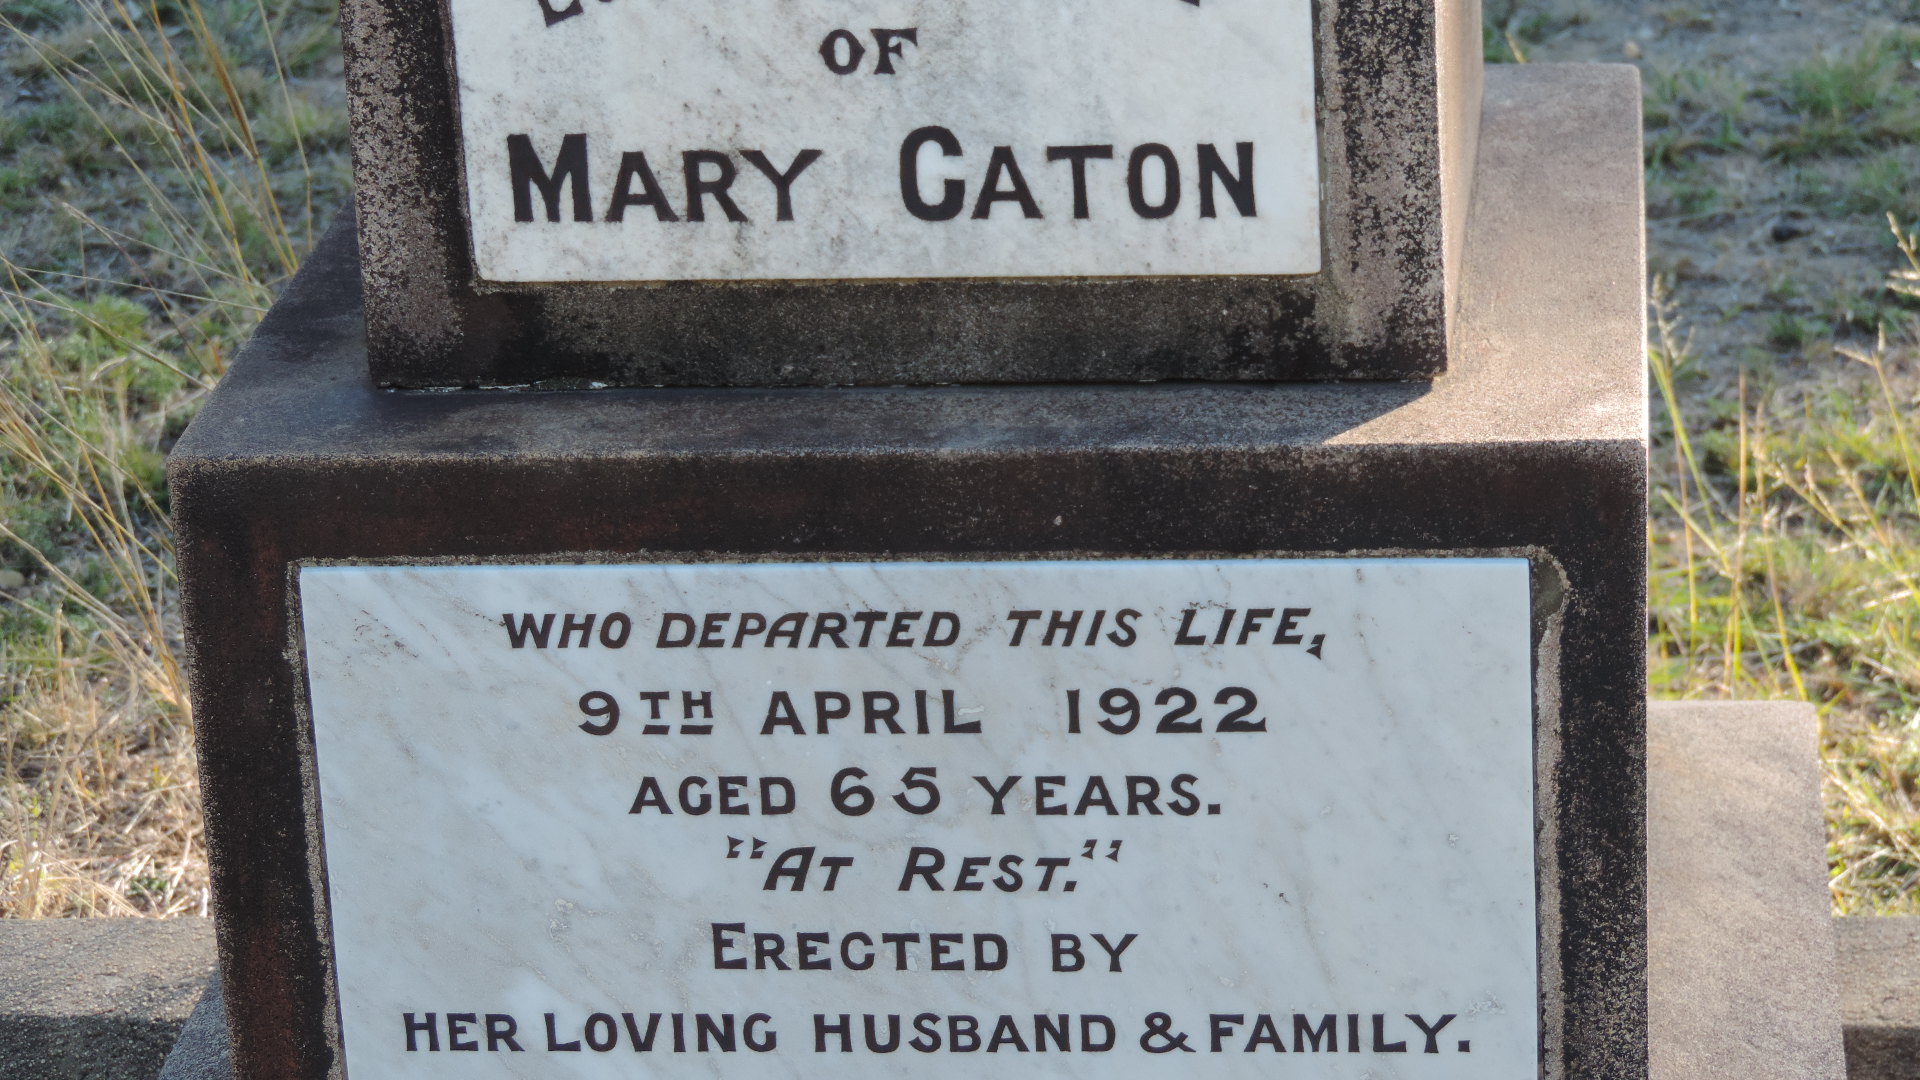 OF
MARY CATON
WHO DEPARTED THIS LIFE,
9TH APRIL 1922
AGED 65 YEARS.
"AT REST."
ERECTED BY
HER LOVING HUSBAND & FAMILY.